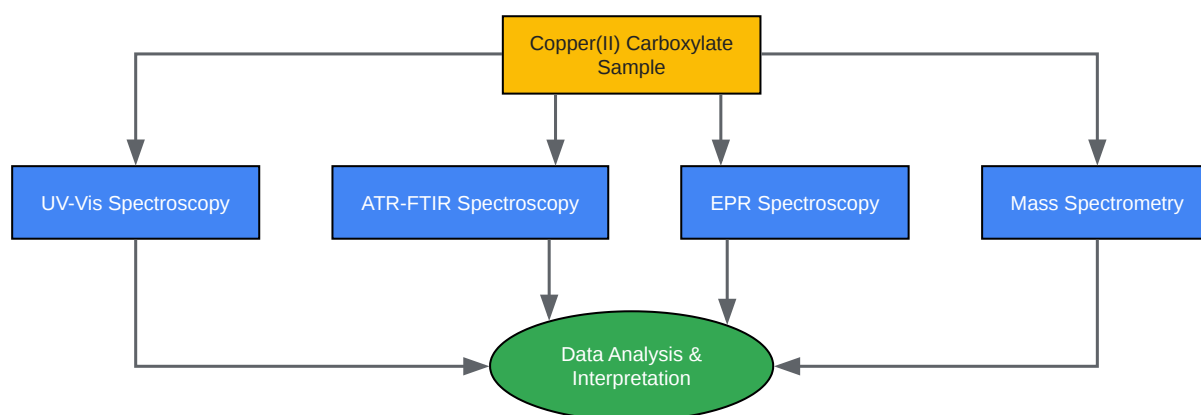 Copper(II) Carboxylate
Sample
UV-Vis Spectroscopy
ATR-FTIR Spectroscopy
EPR Spectroscopy
Mass Spectrometry
Data Analysis &
Interpretation